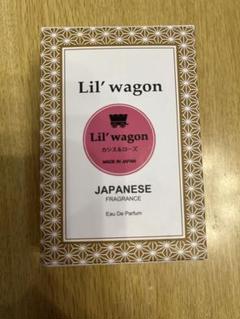 Lil' wagon
Lil' wagon
カシス&ローズ
MADE IN JAPAN
JAPANESE
FRAGRANCE
Eau De Parfum